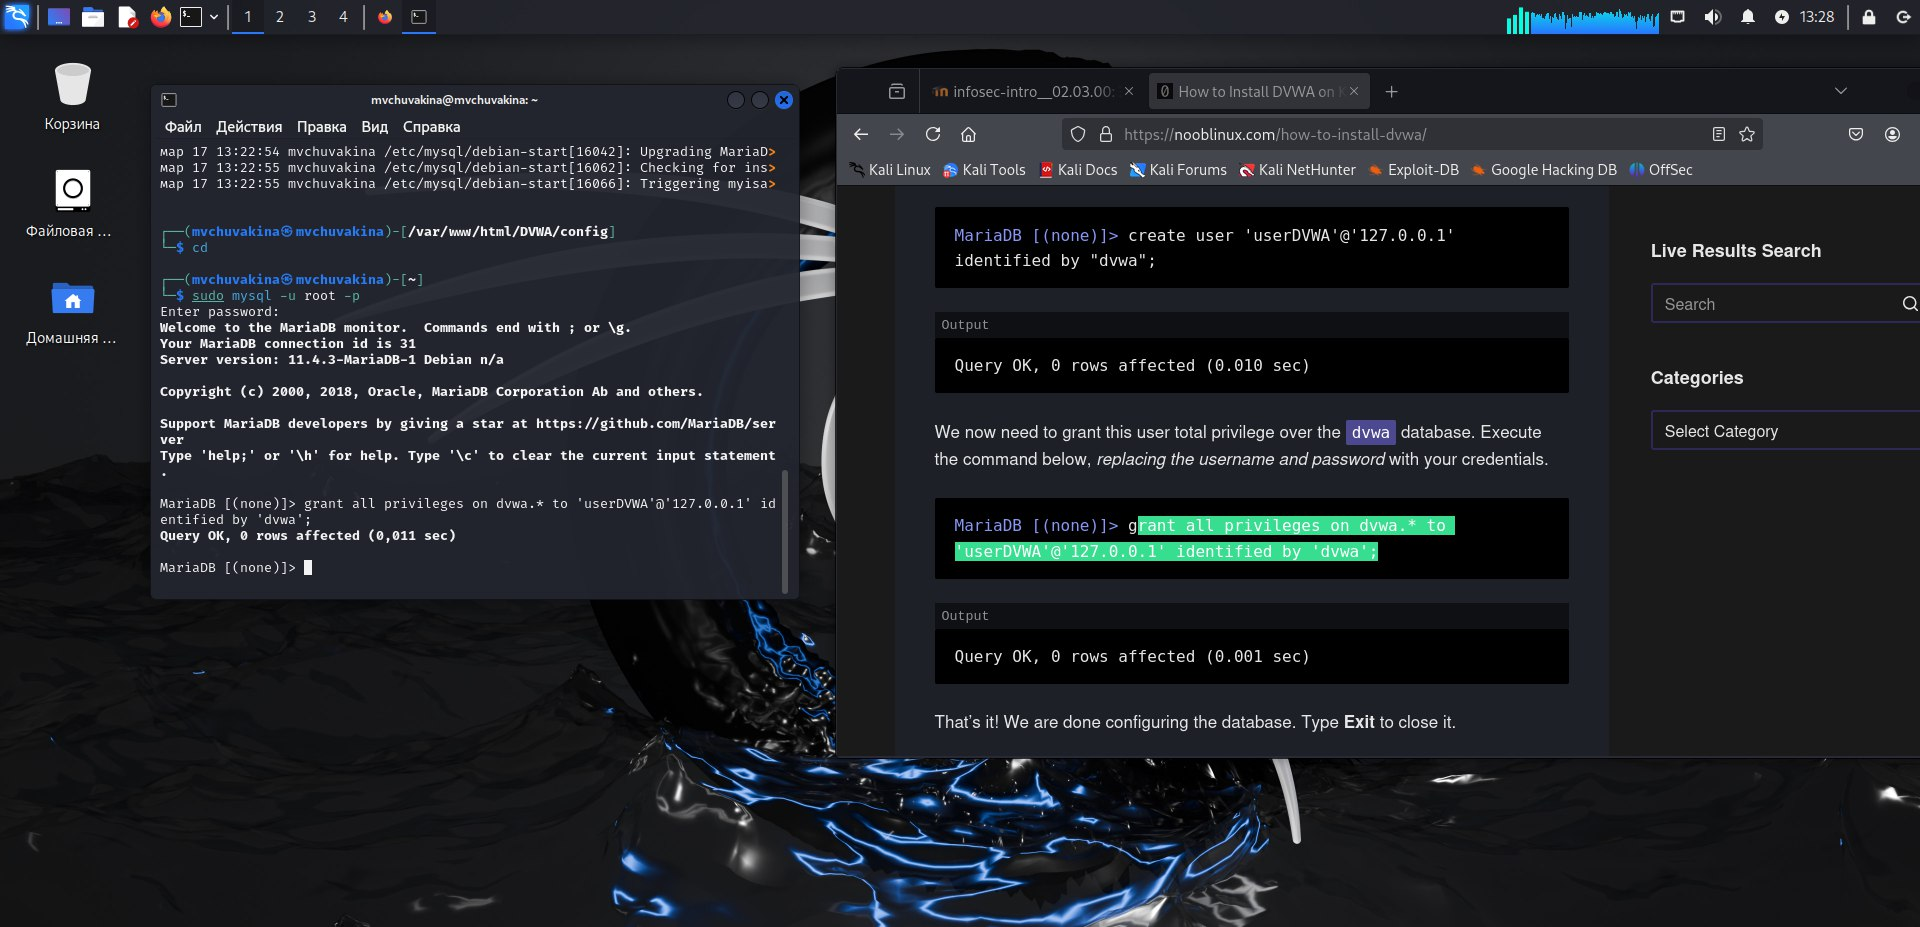 1 2 3 4
13:28
Корзина
Файловая ...
Домашняя ...
mvchuvakina@mvchuvakina: ~
Файл Действия Правка Вид Справка
мар 17 13:22:54 mvchuvakina /etc/mysql/debian-start[16042]: Upgrading MariaD>
мар 17 13:22:55 mvchuvakina /etc/mysql/debian-start[16062]: Checking for ins>
мар 17 13:22:55 mvchuvakina /etc/mysql/debian-start[16066]: Triggering myisa>
┌──(mvchuvakina㉿mvchuvakina)-[/var/www/html/DVWA/config]
└─$ cd
┌──(mvchuvakina㉿mvchuvakina)-[~]
└─$ sudo mysql -u root -p
Enter password:
Welcome to the MariaDB monitor.  Commands end with ; or \g.
Your MariaDB connection id is 31
Server version: 11.4.3-MariaDB-1 Debian n/a
Copyright (c) 2000, 2018, Oracle, MariaDB Corporation Ab and others.
Support MariaDB developers by giving a star at https://github.com/MariaDB/ser
ver
Type 'help;' or '\h' for help. Type '\c' to clear the current input statement
.
MariaDB [(none)]> grant all privileges on dvwa.* to 'userDVWA'@'127.0.0.1' id
entified by 'dvwa';
Query OK, 0 rows affected (0,011 sec)
MariaDB [(none)]>
infosec-intro__02.03.00:
How to Install DVWA on K
https://nooblinux.com/how-to-install-dvwa/
Kali Linux Kali Tools Kali Docs Kali Forums Kali NetHunter Exploit-DB Google Hacking DB OffSec
MariaDB [(none)]> create user 'userDVWA'@'127.0.0.1'
identified by "dvwa";
Output
Query OK, 0 rows affected (0.010 sec)
We now need to grant this user total privilege over the dvwa database. Execute
the command below, replacing the username and password with your credentials.
MariaDB [(none)]> grant all privileges on dvwa.* to
'userDVWA'@'127.0.0.1' identified by 'dvwa';
Output
Query OK, 0 rows affected (0.001 sec)
That's it! We are done configuring the database. Type Exit to close it.
Live Results Search
Search
Categories
Select Category